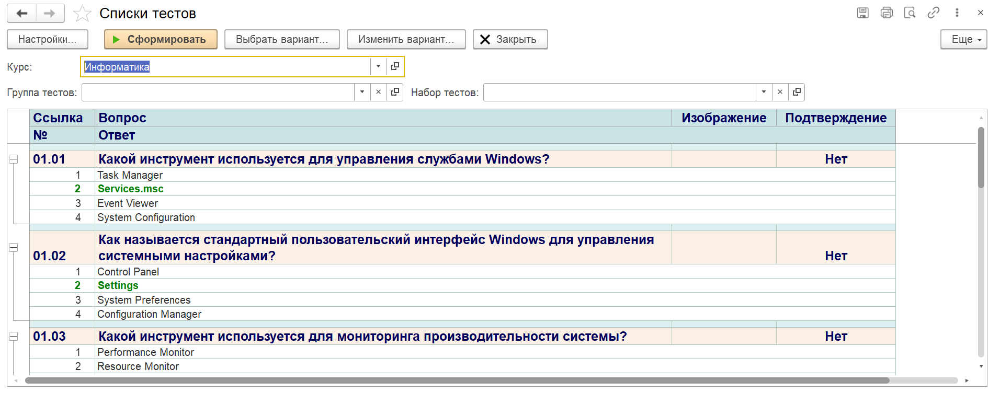 Списки тестов
Настройки... Сформировать Выбрать вариант... Изменить вариант... Закрыть Еще
Курс: Информатика
Группа тестов: Набор тестов:
Ссылка Вопрос Изображение Подтверждение
№ Ответ
01.01 Какой инструмент используется для управления службами Windows? Нет
1 Task Manager
2 Services.msc
3 Event Viewer
4 System Configuration
Как называется стандартный пользовательский интерфейс Windows для управления
01.02 системными настройками? Нет
1 Control Panel
2 Settings
3 System Preferences
4 Configuration Manager
01.03 Какой инструмент используется для мониторинга производительности системы? Нет
1 Performance Monitor
2 Resource Monitor